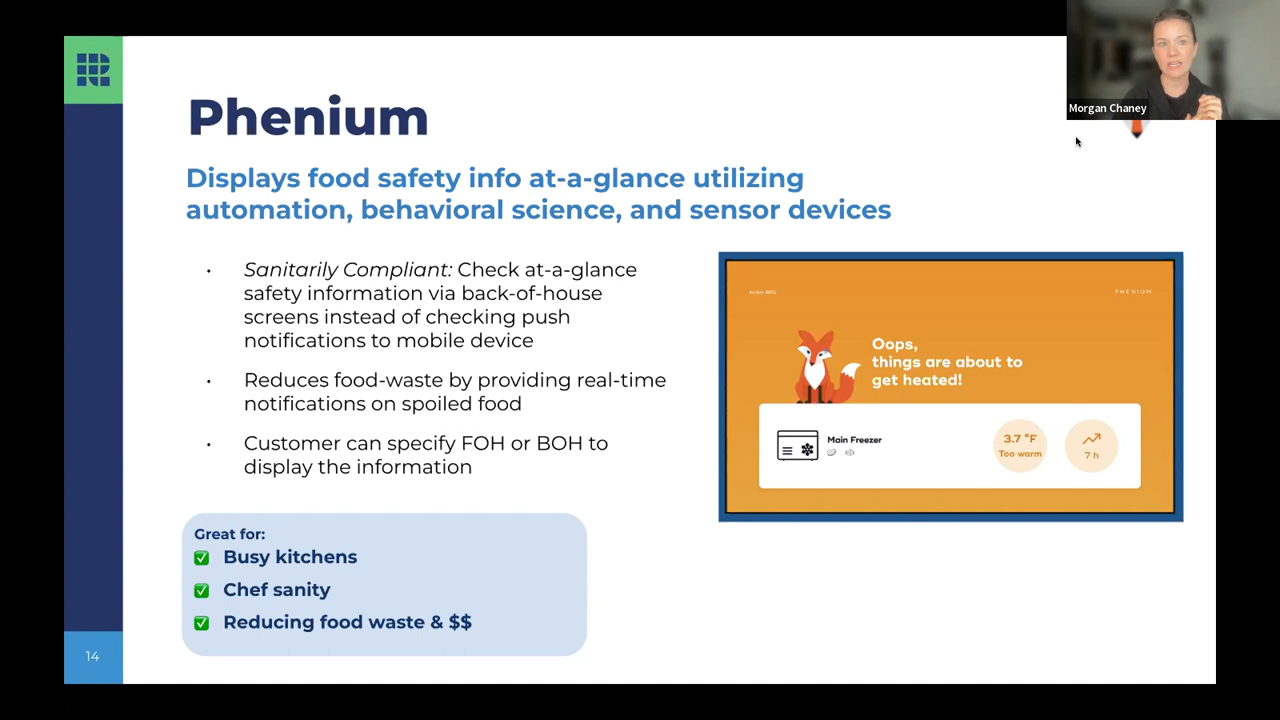 Morgan Chaney
Phenium
Displays food safety info at-a-glance utilizing
automation, behavioral science, and sensor devices
• Sanitarily Compliant: Check at-a-glance
safety information via back-of-house
screens instead of checking push
notifications to mobile device
• Reduces food-waste by providing real-time
notifications on spoiled food
• Customer can specify FOH or BOH to
display the information
Great for:
✅ Busy kitchens
✅ Chef sanity
✅ Reducing food waste & $$
PHENIUM
Oops,
things are about to
get heated!
Main Freezer
3.7 °F
Too warm
7 h
14